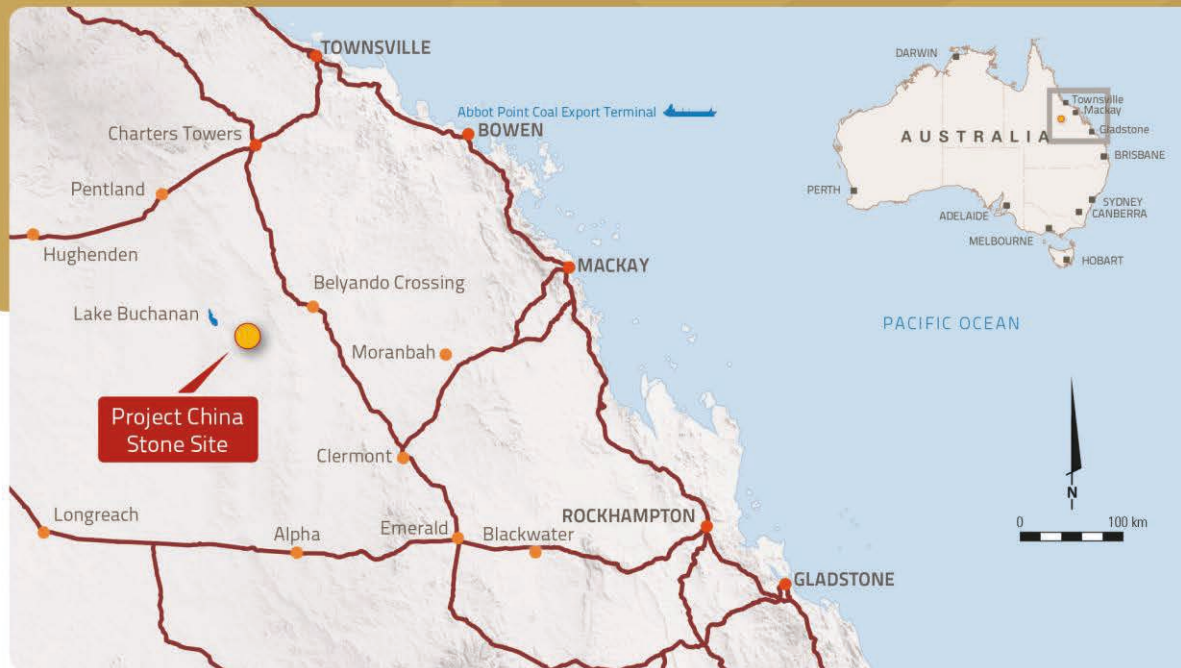 TOWNSVILLE
Abbot Point Coal Export Terminal
BOWEN
Charters Towers
Pentland
Hughenden
MACKAY
Belyando Crossing
Lake Buchanan
Moranbah
Project China
Stone Site
Clermont
Longreach
Alpha
Emerald
Blackwater
ROCKHAMPTON
GLADSTONE
DARWIN
Townsville
Mackay
Gladstone
AUSTRALIA
BRISBANE
PERTH
SYDNEY
ADELAIDE
CANBERRA
MELBOURNE
HOBART
PACIFIC OCEAN
N
0 100 km